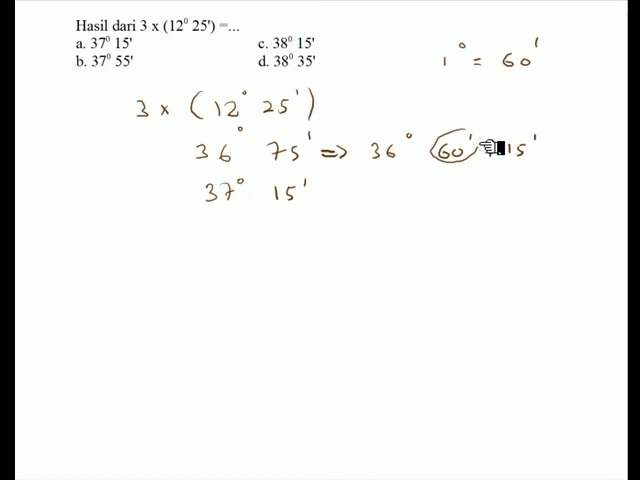 Hasil dari 3 x (12⁰ 25') =...
a. 37⁰ 15' c. 38⁰ 15'
b. 37⁰ 55' d. 38⁰ 35'
1° = 60'
3 x (12° 25')
36° 75' => 36° 60' + 15'
37° 15'